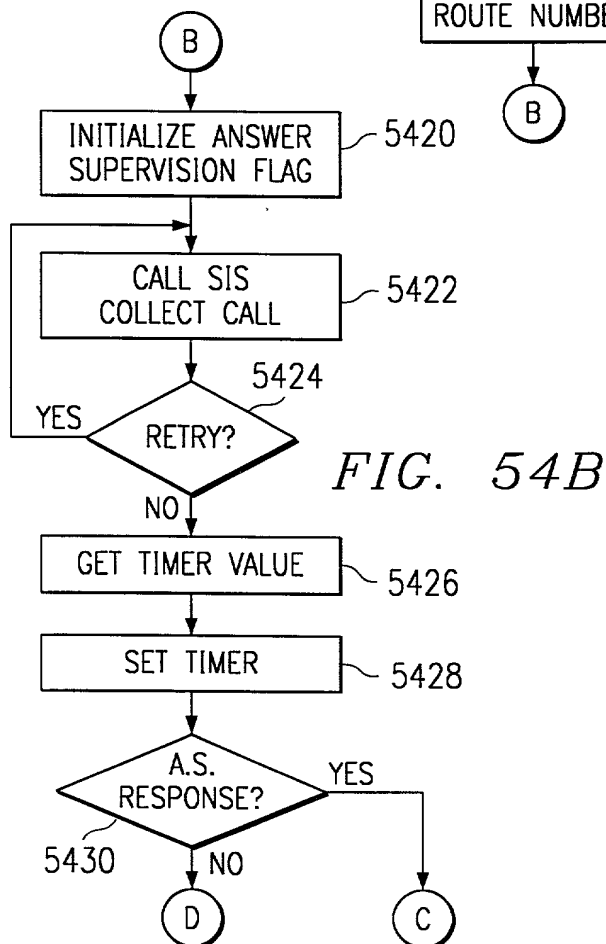 ROUTE NUMBE
B
B
INITIALIZE ANSWER
SUPERVISION FLAG
5420
CALL SIS
COLLECT CALL
5422
5424
YES
RETRY?
FIG. 54B
NO
GET TIMER VALUE
5426
SET TIMER
5428
A.S.
RESPONSE?
YES
5430
NO
D
C